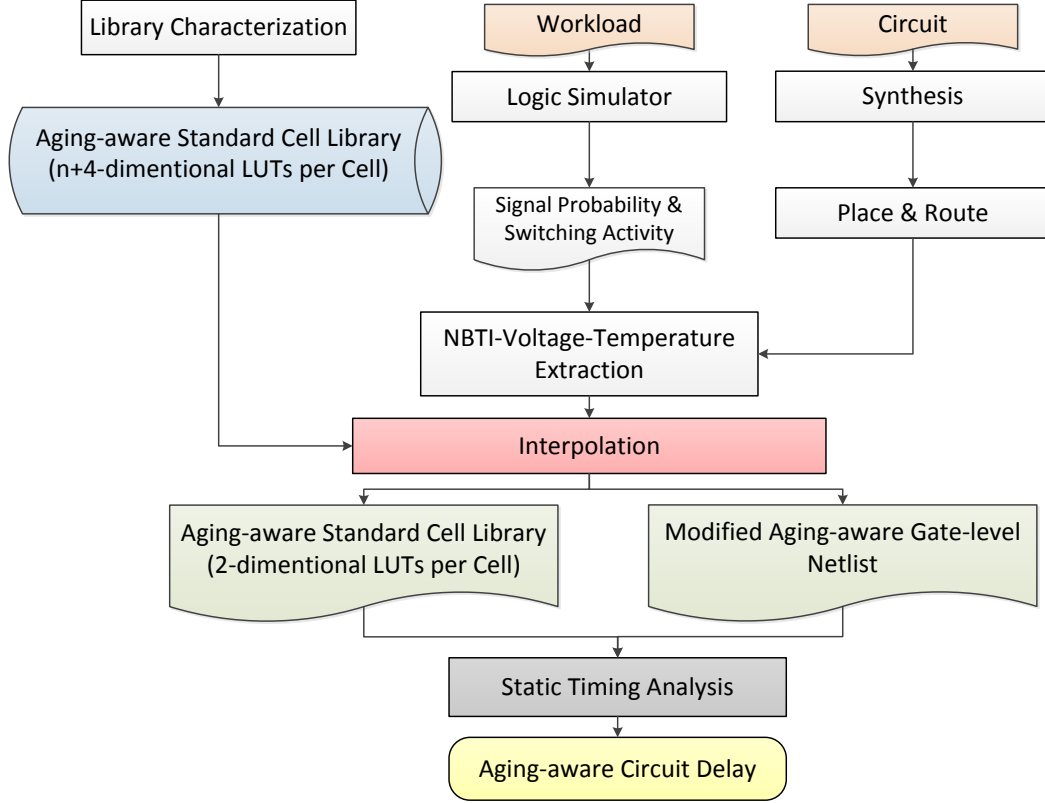 Library Characterization
Workload
Circuit
Logic Simulator
Synthesis
Aging-aware Standard Cell Library
(n+4-dimentional LUTs per Cell)
Signal Probability &
Switching Activity
Place & Route
NBTI-Voltage-Temperature
Extraction
Interpolation
Aging-aware Standard Cell Library
(2-dimentional LUTs per Cell)
Modified Aging-aware Gate-level
Netlist
Static Timing Analysis
Aging-aware Circuit Delay